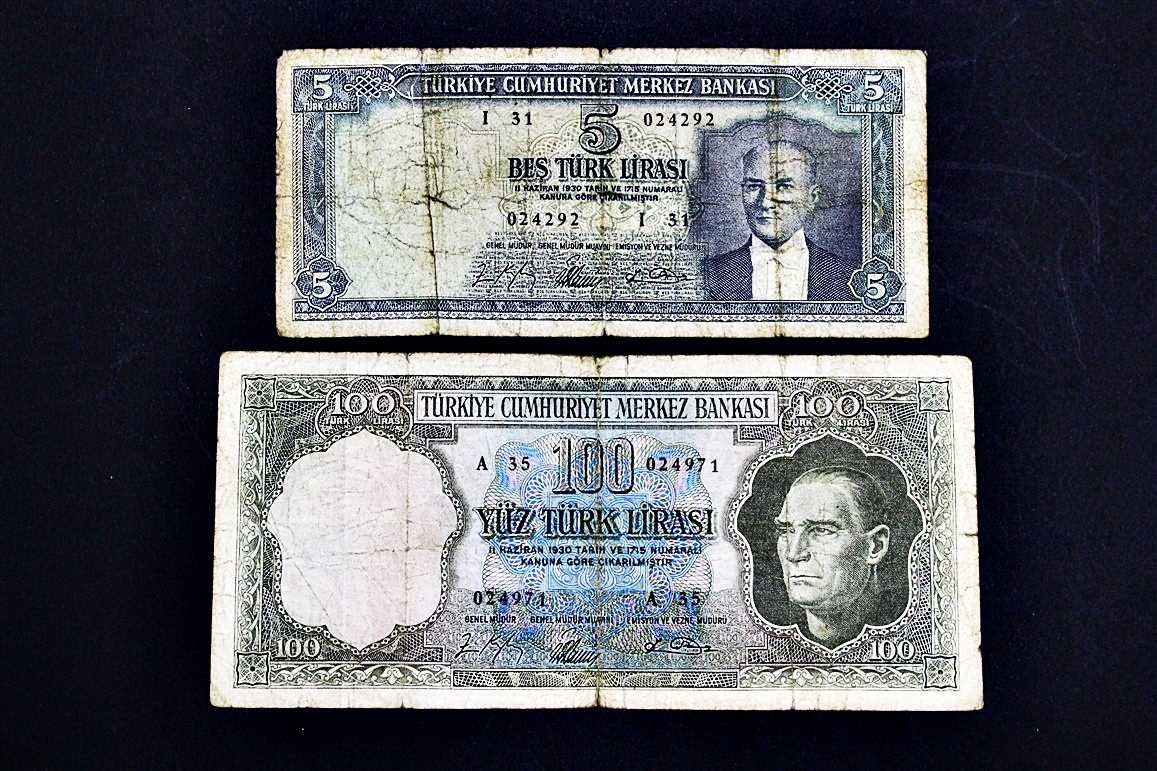 5 TÜRKİYE CUMHURİYET MERKEZ BANKASI 5
TÜRK LİRASI TÜRK LİRASI
I 31 5 024292
BEŞ TÜRK LİRASI
11 HAZİRAN 1930 TARİH VE 1715 NUMARALI
KANUNA GÖRE ÇIKARILMIŞTIR
024292 I 31
GENEL MÜDÜR GENEL MÜDÜR MUAVİNİ EMİSYON VE VEZNE MÜDÜRÜ
5 5
100 TÜRKİYE CUMHURİYET MERKEZ BANKASI 100
TÜRK LİRASI TÜRK LİRASI
A 35 100 024971
YÜZ TÜRK LİRASI
11 HAZİRAN 1930 TARİH VE 1715 NUMARALI
KANUNA GÖRE ÇIKARILMIŞTIR
024971 A 35
GENEL MÜDÜR GENEL MÜDÜR MUAVİNİ EMİSYON VE VEZNE MÜDÜRÜ
100 100